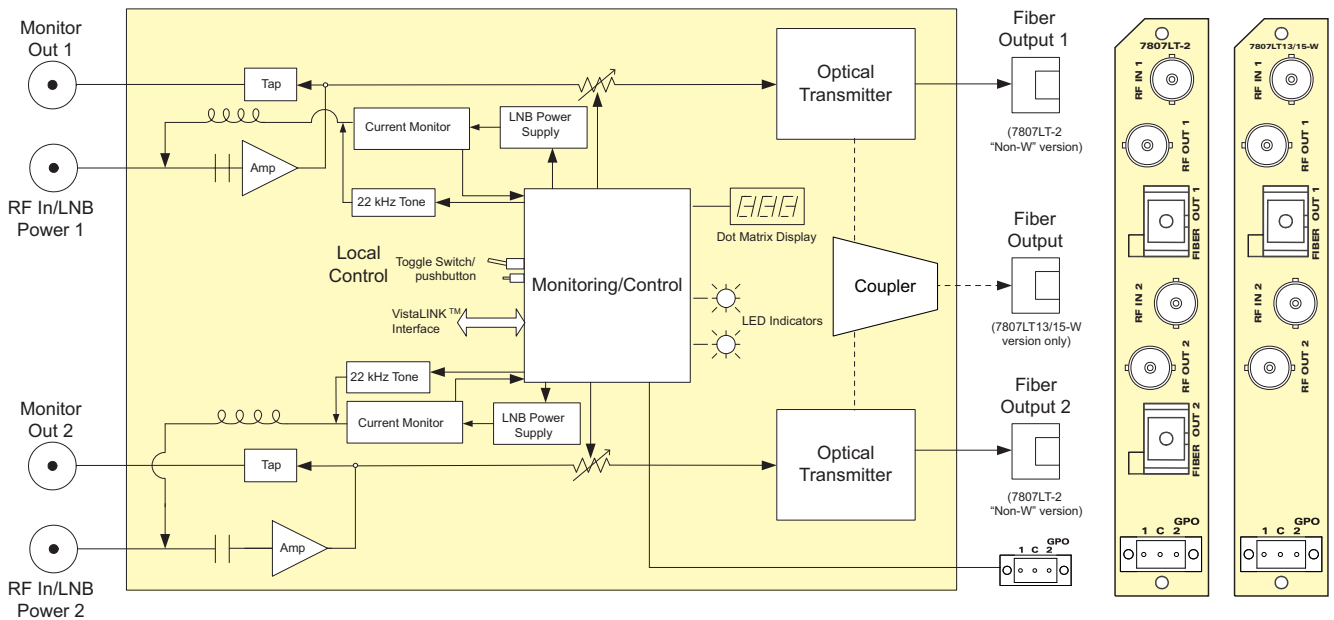 Monitor
Out 1
Tap
Current Monitor
LNB Power
Supply
Amp
RF In/LNB
Power 1
22 kHz Tone
Optical
Transmitter
Fiber
Output 1
(7807LT-2
"Non-W" version)
Dot Matrix Display
Local
Control
Toggle Switch/
pushbutton
Monitoring/Control
VistaLINK™
Interface
LED Indicators
Coupler
Fiber
Output
(7807LT13/15-W
version only)
22 kHz Tone
Current Monitor
LNB Power
Supply
Monitor
Out 2
Tap
Optical
Transmitter
Fiber
Output 2
(7807LT-2
"Non-W" version)
Amp
RF In/LNB
Power 2
GPO
1 C 2
7807LT-2
RF IN 1
RF OUT 1
FIBER OUT 1
RF IN 2
RF OUT 2
FIBER OUT 2
GPO
1 C 2
7807LT13/15-W
RF IN 1
RF OUT 1
FIBER OUT 1
RF IN 2
RF OUT 2
GPO
1 C 2